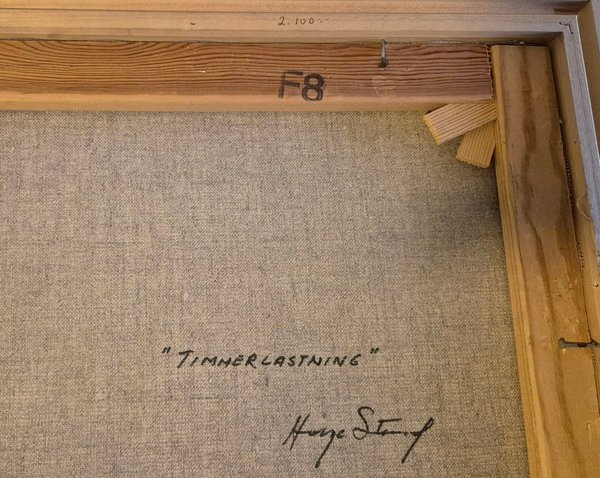 2.100:-
F8
"TIMMERLASTNING"